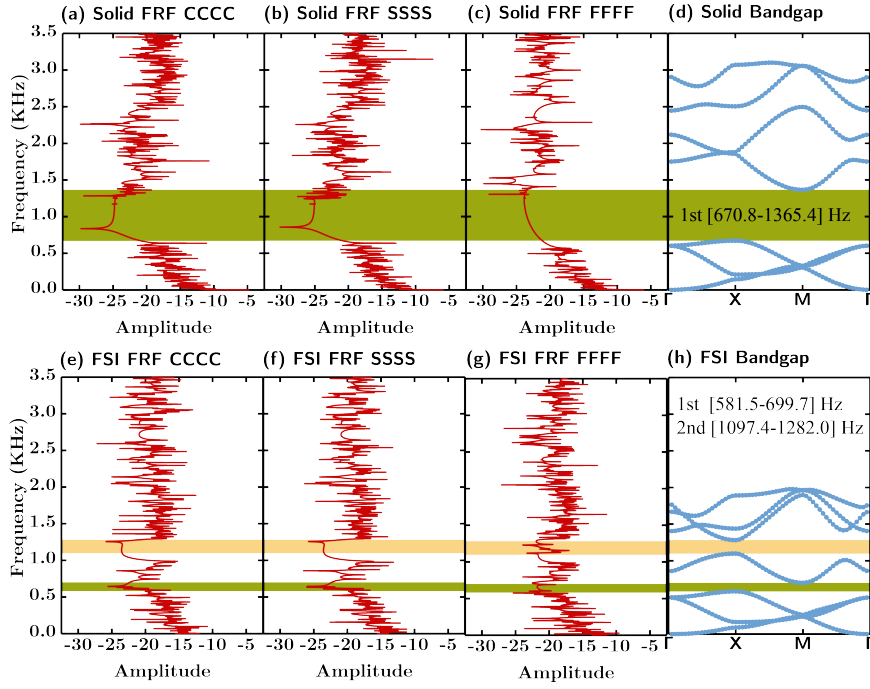 (a) Solid FRF CCCC (b) Solid FRF SSSS (c) Solid FRF FFFF (d) Solid Bandgap
Frequency (KHz)
3.5
3.0
2.5
2.0
1.5
1.0
0.5
0.0
1st [670.8-1365.4] Hz
-30 -25 -20 -15 -10 -5 -30 -25 -20 -15 -10 -5 -30 -25 -20 -15 -10 -5 Γ X M Γ
Amplitude Amplitude Amplitude
(e) FSI FRF CCCC (f) FSI FRF SSSS (g) FSI FRF FFFF (h) FSI Bandgap
Frequency (KHz)
3.5
3.0
2.5
2.0
1.5
1.0
0.5
0.0
1st [581.5-699.7] Hz
2nd [1097.4-1282.0] Hz
-30 -25 -20 -15 -10 -5 -30 -25 -20 -15 -10 -5 -30 -25 -20 -15 -10 -5 Γ X M Γ
Amplitude Amplitude Amplitude